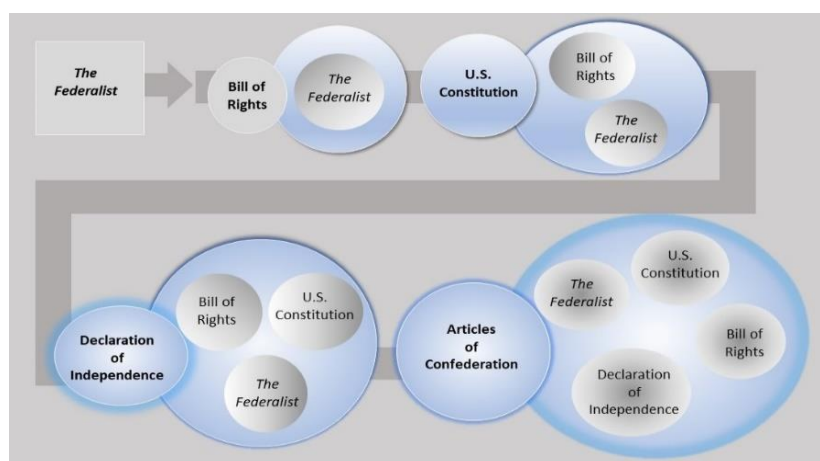 The
Federalist
Bill of
Rights
The
Federalist
U.S.
Constitution
Bill of
Rights
The
Federalist
Declaration
of
Independence
Bill of
Rights
U.S.
Constitution
The
Federalist
Articles
of
Confederation
The
Federalist
U.S.
Constitution
Bill of
Rights
Declaration
of
Independence